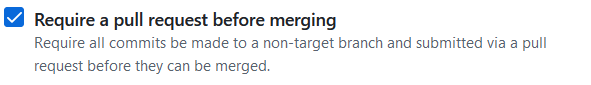 Require a pull request before merging
Require all commits be made to a non-target branch and submitted via a pull
request before they can be merged.